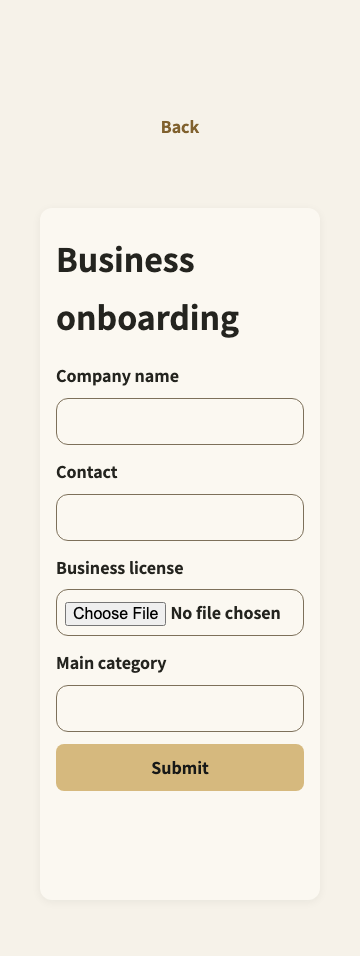 Back
Business
onboarding
Company name
Contact
Business license
Choose File No file chosen
Main category
Submit